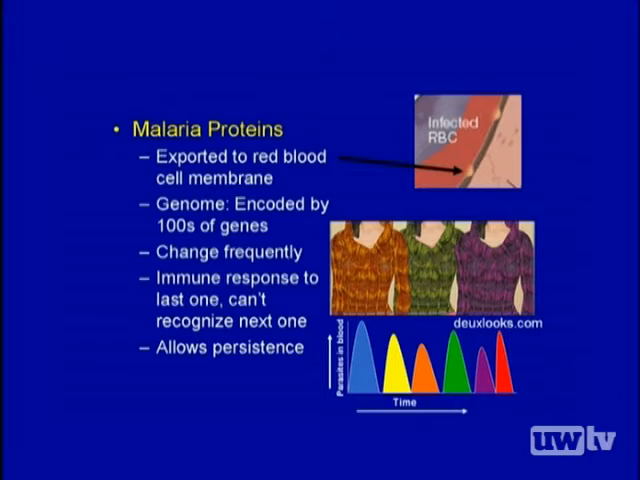 • Malaria Proteins
– Exported to red blood
cell membrane
– Genome: Encoded by
100s of genes
– Change frequently
– Immune response to
last one, can't
recognize next one
– Allows persistence
Infected
RBC
deuxlooks.com
Parasites in blood
Time
uwtv